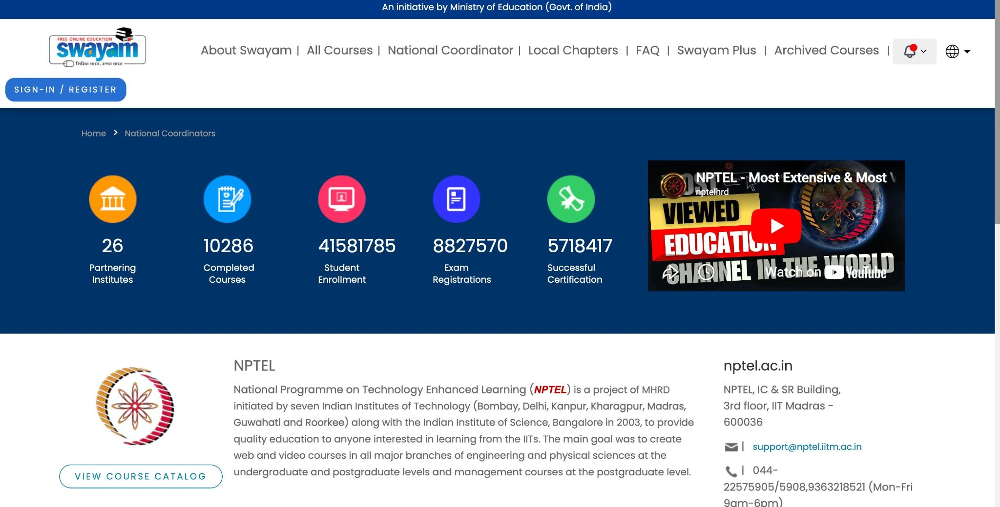 An initiative by Ministry of Education (Govt. of India)
FREE ONLINE EDUCATION
swayam
शिक्षित भारत, उन्नत भारत
About Swayam | All Courses | National Coordinator | Local Chapters | FAQ | Swayam Plus | Archived Courses |
SIGN-IN / REGISTER
Home > National Coordinators
26
Partnering
Institutes
10286
Completed
Courses
41581785
Student
Enrollment
8827570
Exam
Registrations
5718417
Successful
Certification
NPTEL - Most Extensive & Most
nptelhrd
MOST
VIEWED
EDUCATION
CHANNEL IN THE WORLD
Watch on YouTube
NPTEL
National Programme on Technology Enhanced Learning (NPTEL) is a project of MHRD
initiated by seven Indian Institutes of Technology (Bombay, Delhi, Kanpur, Kharagpur, Madras,
Guwahati and Roorkee) along with the Indian Institute of Science, Bangalore in 2003, to provide
quality education to anyone interested in learning from the IITs. The main goal was to create
web and video courses in all major branches of engineering and physical sciences at the
undergraduate and postgraduate levels and management courses at the postgraduate level.
VIEW COURSE CATALOG
nptel.ac.in
NPTEL, IC & SR Building,
3rd floor, IIT Madras -
600036
| support@nptel.iitm.ac.in
| 044-
22575905/5908,9363218521 (Mon-Fri
9am-6pm)